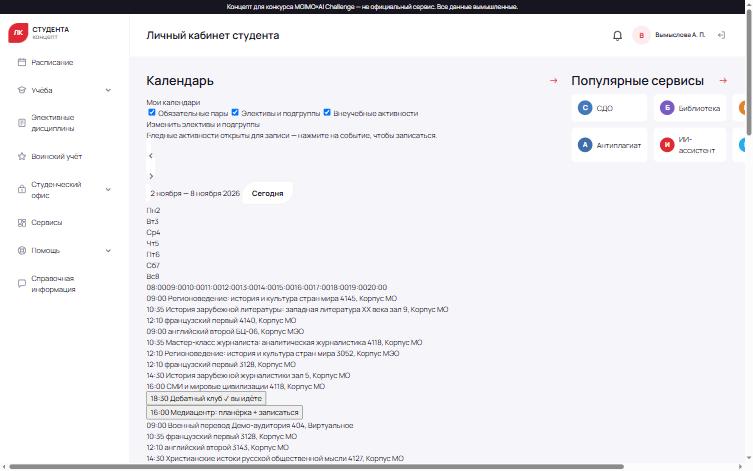 Концепт для конкурса MGIMO*AI Challenge — не официальный сервис. Все данные вымышленные.
ЛК
СТУДЕНТА
концепт
Личный кабинет студента
В
Вымыслова А. П.
Расписание
Учёба
Элективные
дисциплины
Воинский учёт
Студенческий
офис
Сервисы
Помощь
Справочная
информация
Календарь
Мои календари
Обязательные пары
Элективы и подгруппы
Внеучебные активности
Изменить элективы и подгруппы
Бледные активности открыты для записи — нажмите на событие, чтобы записаться.
2 ноября — 8 ноября 2026
Сегодня
Пн2
Вт3
Ср4
Чт5
Пт6
Сб7
Вс8
08:0009:0010:0011:0012:0013:0014:0015:0016:0017:0018:0019:0020:00
09:00 Регионоведение: история и культура стран мира 4145, Корпус МО
10:35 История зарубежной литературы: западная литература XX века зал 9, Корпус МО
12:10 французский первый 4140, Корпус МО
09:00 английский второй БЦ-06, Корпус МЭО
10:35 Мастер-класс журналиста: аналитическая журналистика 4118, Корпус МО
12:10 Регионоведение: история и культура стран мира 3052, Корпус МЭО
12:10 французский первый 3128, Корпус МО
14:30 История зарубежной журналистики зал 5, Корпус МО
16:00 СМИ и мировые цивилизации 4118, Корпус МО
18:30 Дебатный клуб ✓ вы идёте
16:00 Медиацентр: планёрка + записаться
09:00 Военный перевод Демо-аудитория 404, Виртуальное
10:35 французский первый 3128, Корпус МО
12:10 английский второй 3143, Корпус МО
14:30 Христианские истоки русской общественной мысли 4127, Корпус МО
Популярные сервисы
С
СДО
Б
Библиотека
А
Антиплагиат
И
ИИ-
ассистент